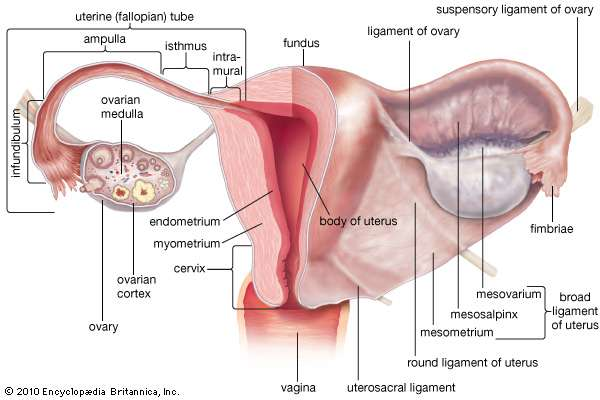 uterine (fallopian) tube
ampulla
isthmus
intra-
mural
fundus
suspensory ligament of ovary
ligament of ovary
infundibulum
ovarian
medulla
endometrium
myometrium
body of uterus
cervix
fimbriae
ovarian
cortex
ovary
mesovarium
mesosalpinx
mesometrium
broad
ligament
of uterus
round ligament of uterus
vagina
uterosacral ligament
© 2010 Encyclopædia Britannica, Inc.